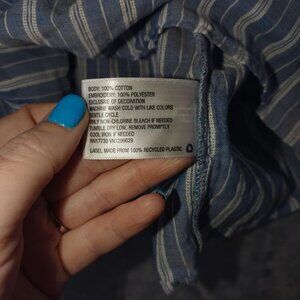 BODY: 100% COTTON
EMBROIDERY: 100% POLYESTER
EXCLUSIVE OF DECORATION
MACHINE WASH COLD WITH LIKE COLORS
GENTLE CYCLE
ONLY NON-CHLORINE BLEACH IF NEEDED
TUMBLE DRY LOW, REMOVE PROMPTLY
COOL IRON IF NEEDED
RN17730 VN1299629
LABEL MADE FROM 100% RECYCLED PLASTIC